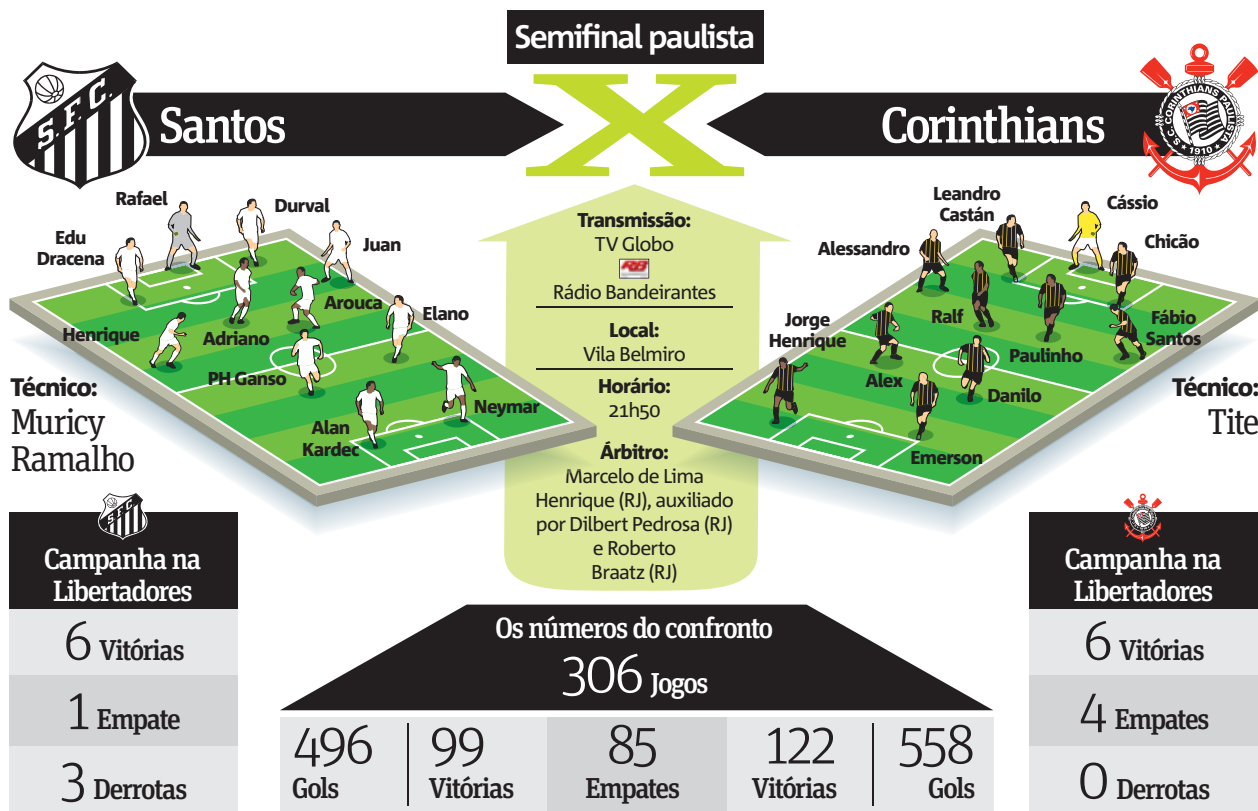 Semifinal paulista
X
S.F.C.
Santos
Corinthians
S.C. CORINTHIANS PAULISTA
1910
Rafael
Durval
Edu
Dracena
Juan
Arouca
Elano
Henrique
Adriano
PH Ganso
Neymar
Alan
Kardec
Técnico:
Muricy
Ramalho
Transmissão:
TV Globo
RB
Rádio Bandeirantes
Local:
Vila Belmiro
Horário:
21h50
Árbitro:
Marcelo de Lima
Henrique (RJ), auxiliado
por Dilbert Pedrosa (RJ)
e Roberto
Braatz (RJ)
Leandro
Castán
Cássio
Alessandro
Chicão
Jorge
Henrique
Ralf
Fábio
Santos
Paulinho
Alex
Danilo
Emerson
Técnico:
Tite
S.F.C.
Campanha na
Libertadores
6 Vitórias
1 Empate
3 Derrotas
Os números do confronto
306 Jogos
496 Gols
99 Vitórias
85 Empates
122 Vitórias
558 Gols
Campanha na
Libertadores
6 Vitórias
4 Empates
0 Derrotas